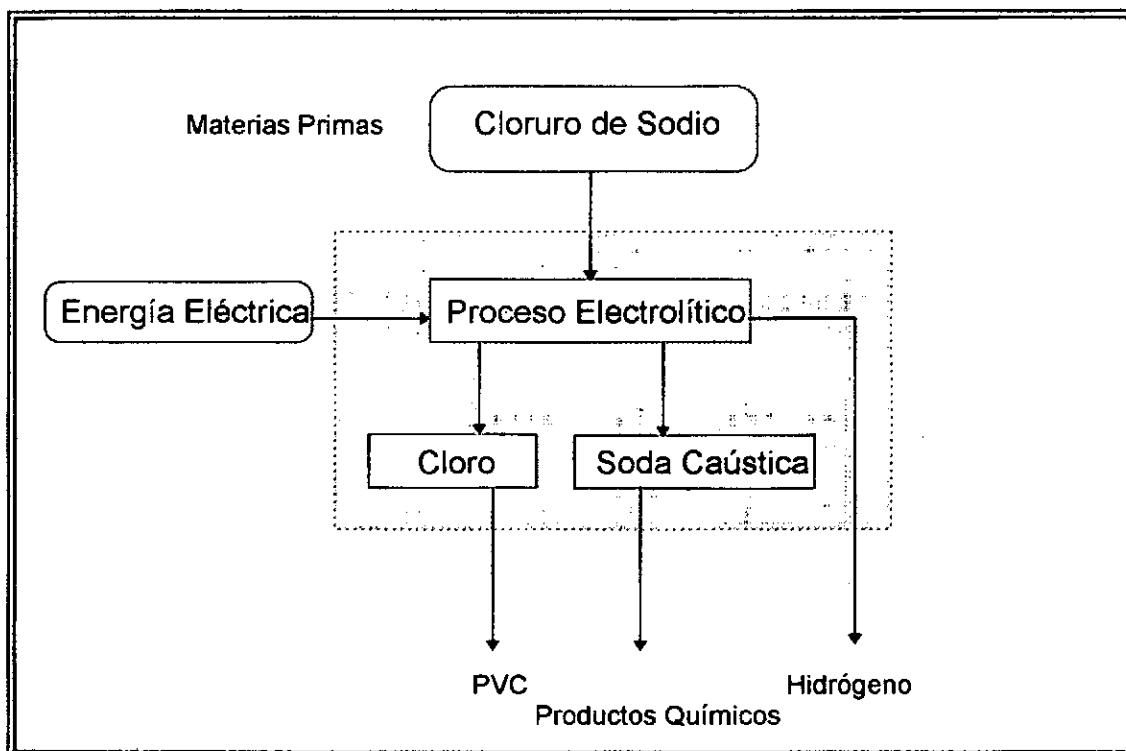 Materias Primas
Cloruro de Sodio
Energía Eléctrica
Proceso Electrolítico
Cloro
Soda Caústica
PVC
Hidrógeno
Productos Químicos